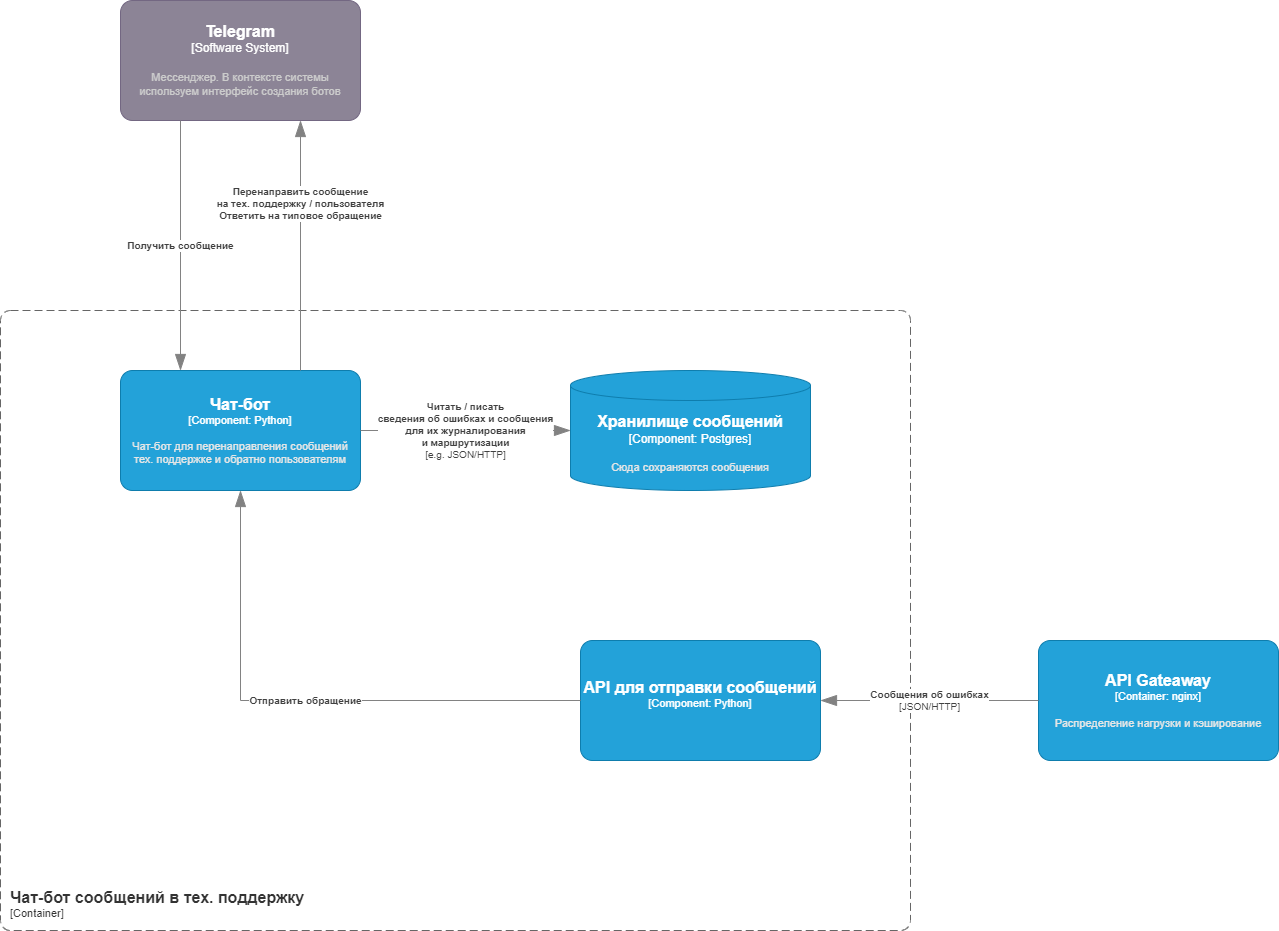 Telegram
[Software System]
Мессенджер. В контексте системы
используем интерфейс создания ботов
Перенаправить сообщение
на тех. поддержку / пользователя
Ответить на типовое обращение
Получить сообщение
Чат-бот
[Component: Python]
Чат-бот для перенаправления сообщений
тех. поддержке и обратно пользователям
Читать / писать
сведения об ошибках и сообщения
для их журналирования
и маршрутизации
[e.g. JSON/HTTP]
Хранилище сообщений
[Component: Postgres]
Сюда сохраняются сообщения
Отправить обращение
API для отправки сообщений
[Component: Python]
Сообщения об ошибках
[JSON/HTTP]
API Gateaway
[Container: nginx]
Распределение нагрузки и кэширование
Чат-бот сообщений в тех. поддержку
[Container]